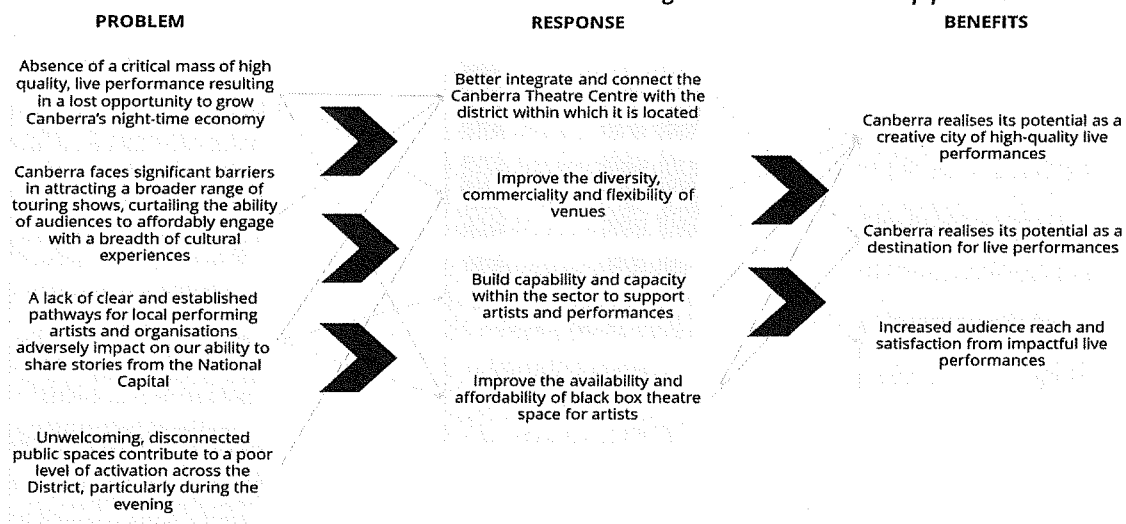 PROBLEM
Absence of a critical mass of high
quality, live performance resulting
in a lost opportunity to grow
Canberra's night-time economy
Canberra faces significant barriers
in attracting a broader range of
touring shows, curtailing the ability
of audiences to affordably engage
with a breadth of cultural
experiences
A lack of clear and established
pathways for local performing
artists and organisations
adversely impact on our ability to
share stories from the National
Capital
Unwelcoming, disconnected
public spaces contribute to a poor
level of activation across the
District, particularly during the
evening
RESPONSE
Better integrate and connect the
Canberra Theatre Centre with the
district within which it is located
Improve the diversity,
commerciality and flexibility of
venues
Build capability and capacity
within the sector to support
artists and performances
Improve the availability and
affordability of black box theatre
space for artists
BENEFITS
Canberra realises its potential as a
creative city of high-quality live
performances
Canberra realises its potential as a
destination for live performances
Increased audience reach and
satisfaction from impactful live
performances